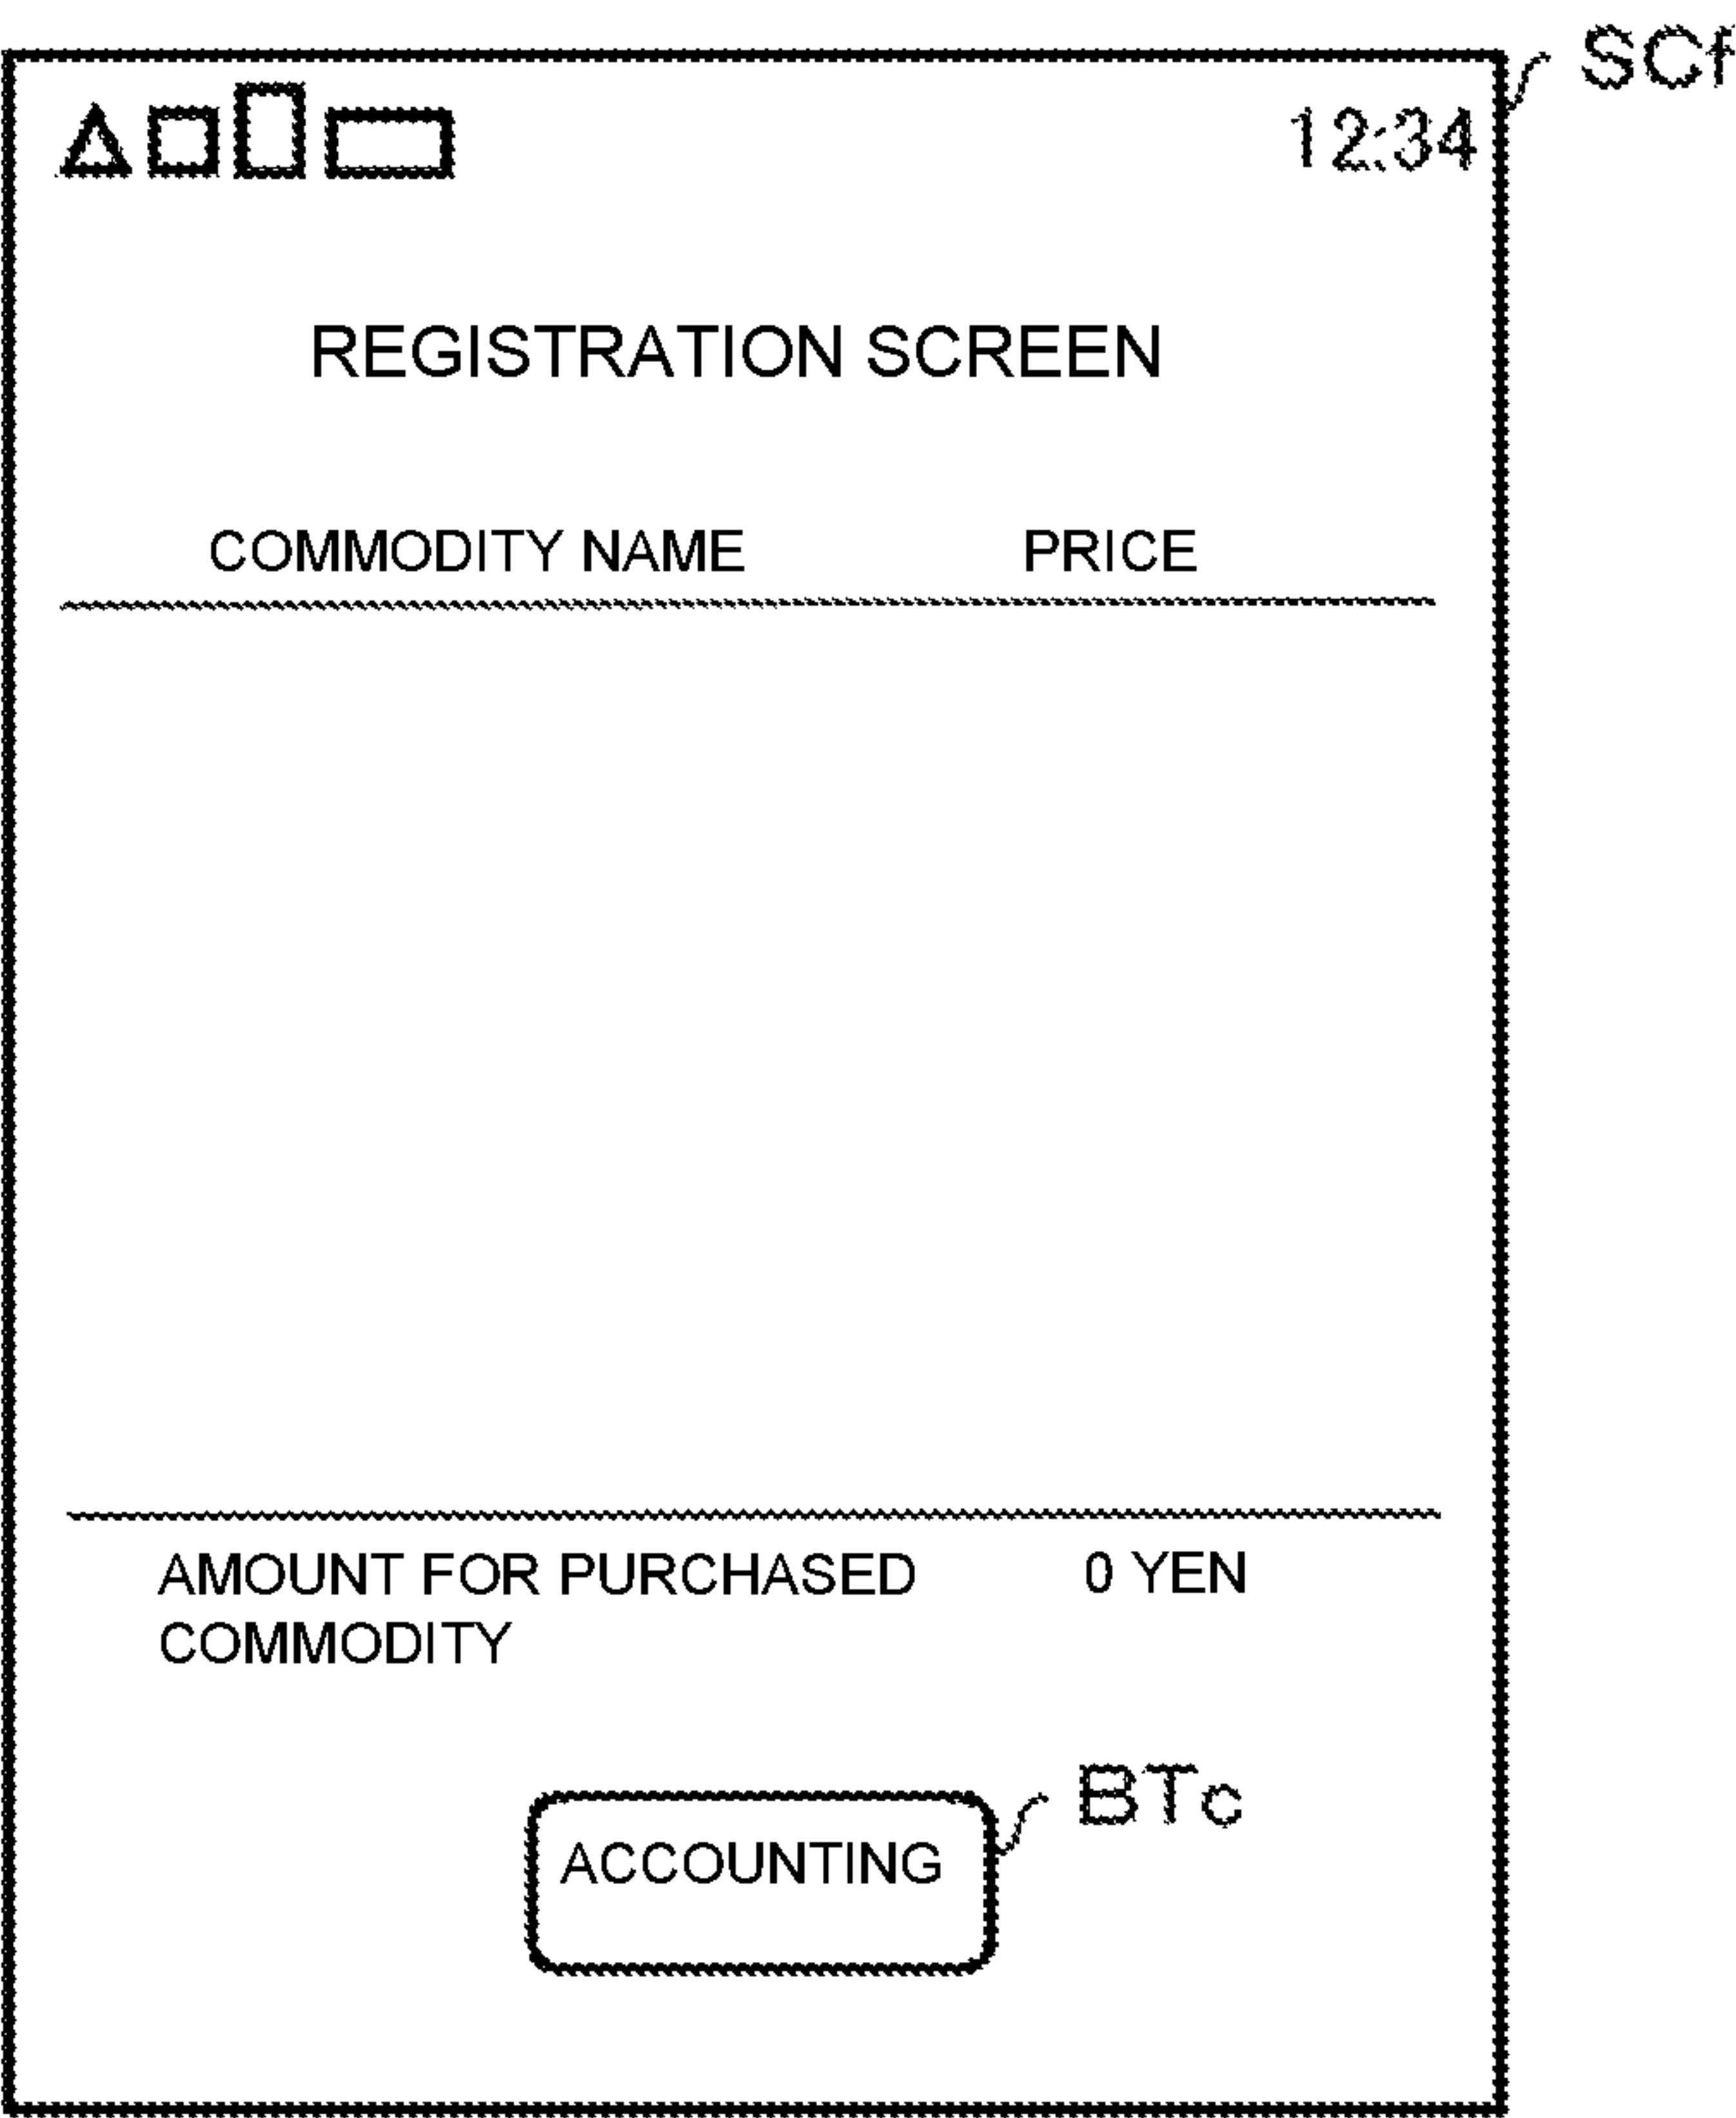 SCf
12:34
REGISTRATION SCREEN
COMMODITY NAME PRICE
AMOUNT FOR PURCHASED 0 YEN
COMMODITY
BTc
ACCOUNTING